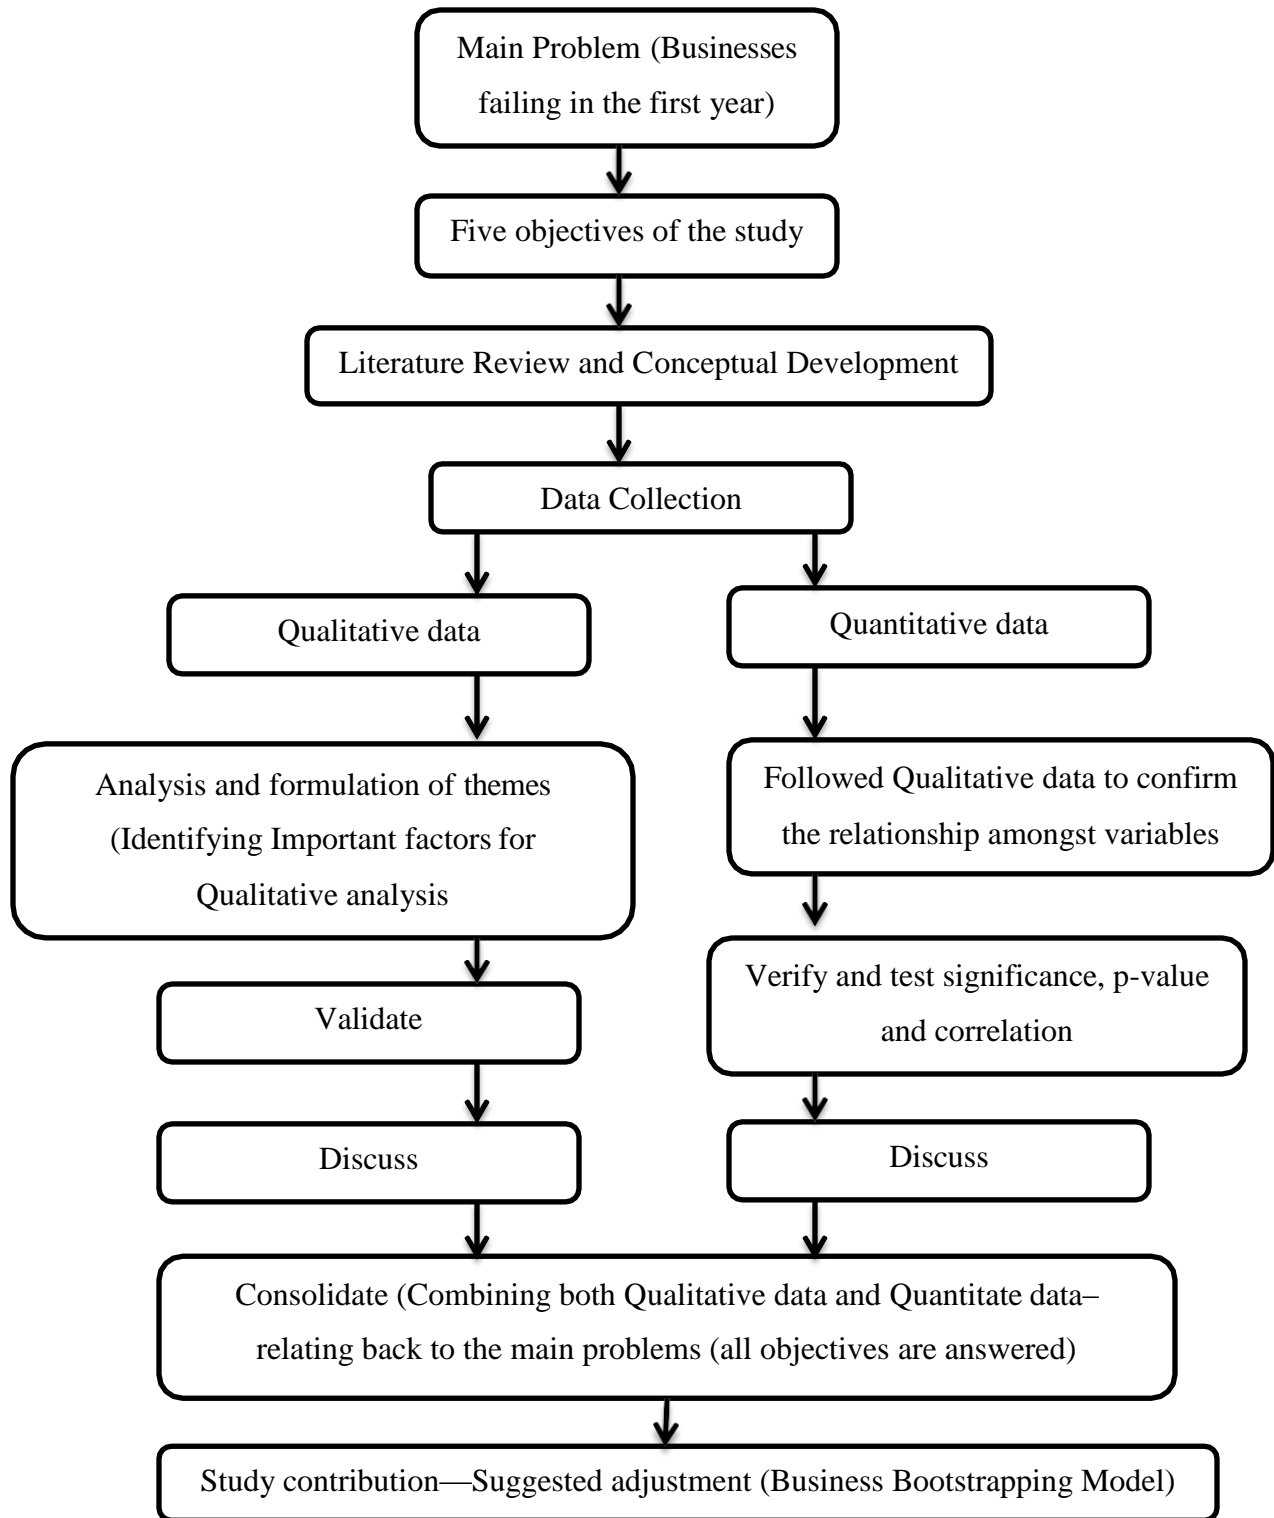 Main Problem (Businesses
failing in the first year)
Five objectives of the study
Literature Review and Conceptual Development
Data Collection
Qualitative data
Quantitative data
Analysis and formulation of themes
(Identifying Important factors for
Qualitative analysis
Followed Qualitative data to confirm
the relationship amongst variables
Validate
Verify and test significance, p-value
and correlation
Discuss
Discuss
Consolidate (Combining both Qualitative data and Quantitate data–
relating back to the main problems (all objectives are answered)
Study contribution—Suggested adjustment (Business Bootstrapping Model)